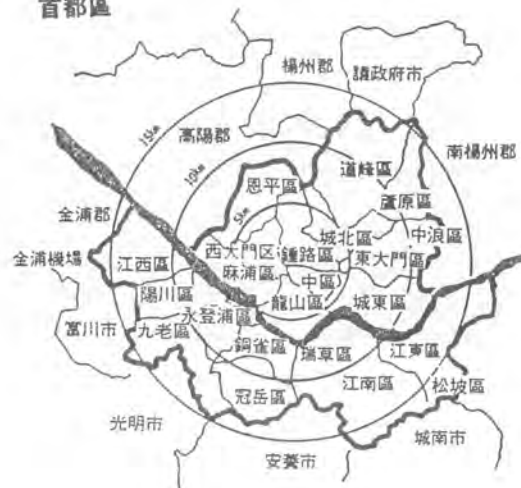 首都區
楊州郡
議政府市
15km
高陽郡
南楊州郡
10km
道峰區
恩平區
蘆原區
5km
金浦郡
城北區
中浪區
西大門区
鍾路區
東大門區
金浦機場
江西區
麻浦區
中區
陽川區
龍山區
城東區
永登浦區
富川市
九老區
銅雀區
瑞草區
江東區
江南區
冠岳區
松坡區
光明市
城南市
安養市